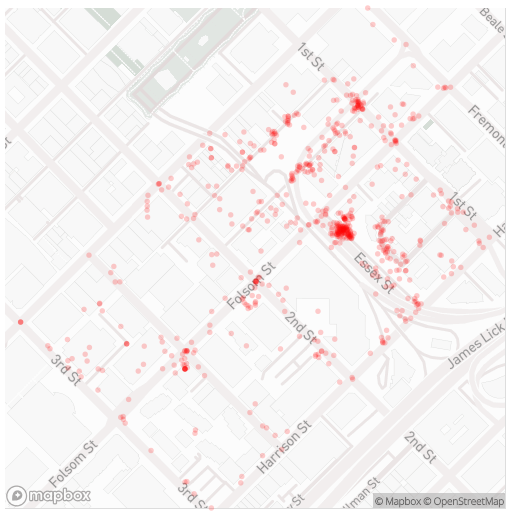 Beale St
1st St
Fremont
1st St
Essex St
Folsom St
2nd St
James Lick
3rd St
Harrison St
2nd St
Folsom St
3rd St
mapbox
© Mapbox © OpenStreetMap